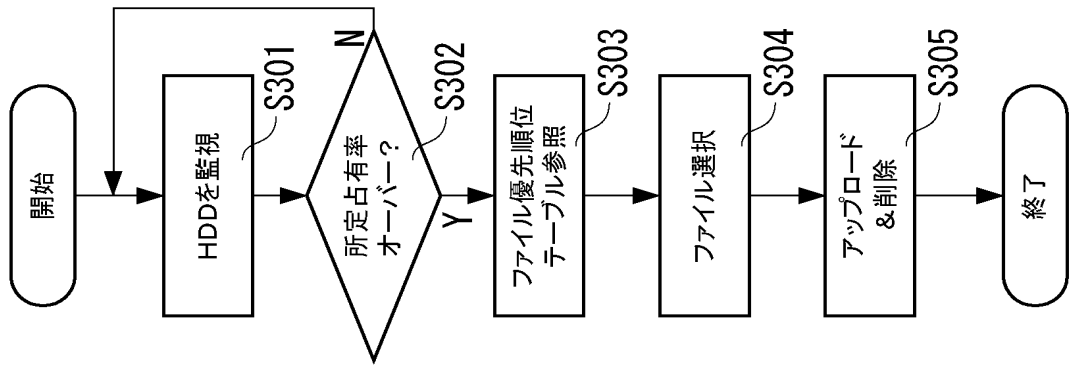 開始
HDDを監視
S301
所定占有率
オーバー?
S302
N
Y
ファイル優先順位
テーブル参照
S303
ファイル選択
S304
アップロード
&削除
S305
終了